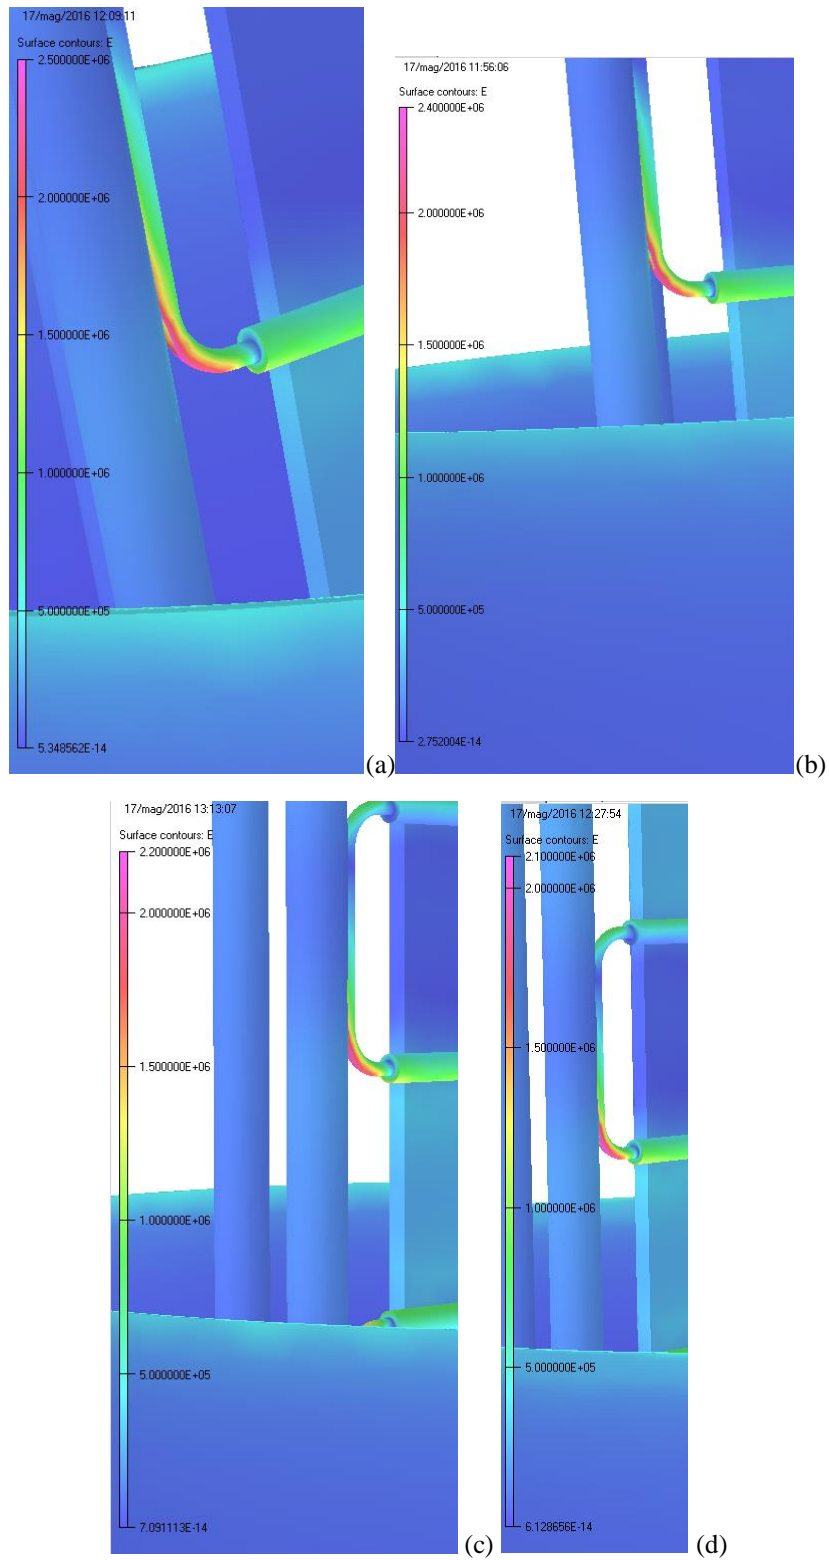 17/mag/2016 12:09:11
Surface contours: E
2.500000E+06
2.000000E+06
1.500000E+06
1.000000E+06
5.000000E+05
5.348562E-14
(a)
17/mag/2016 11:56:06
Surface contours: E
2.400000E+06
2.000000E+06
1.500000E+06
1.000000E+06
5.000000E+05
2.752004E-14
(b)
17/mag/2016 13:13:07
Surface contours: E
2.200000E+06
2.000000E+06
1.500000E+06
1.000000E+06
5.000000E+05
7.091113E-14
(c)
17/mag/2016 12:27:54
Surface contours: E
2.100000E+06
2.000000E+06
1.500000E+06
1.000000E+06
5.000000E+05
6.128656E-14
(d)